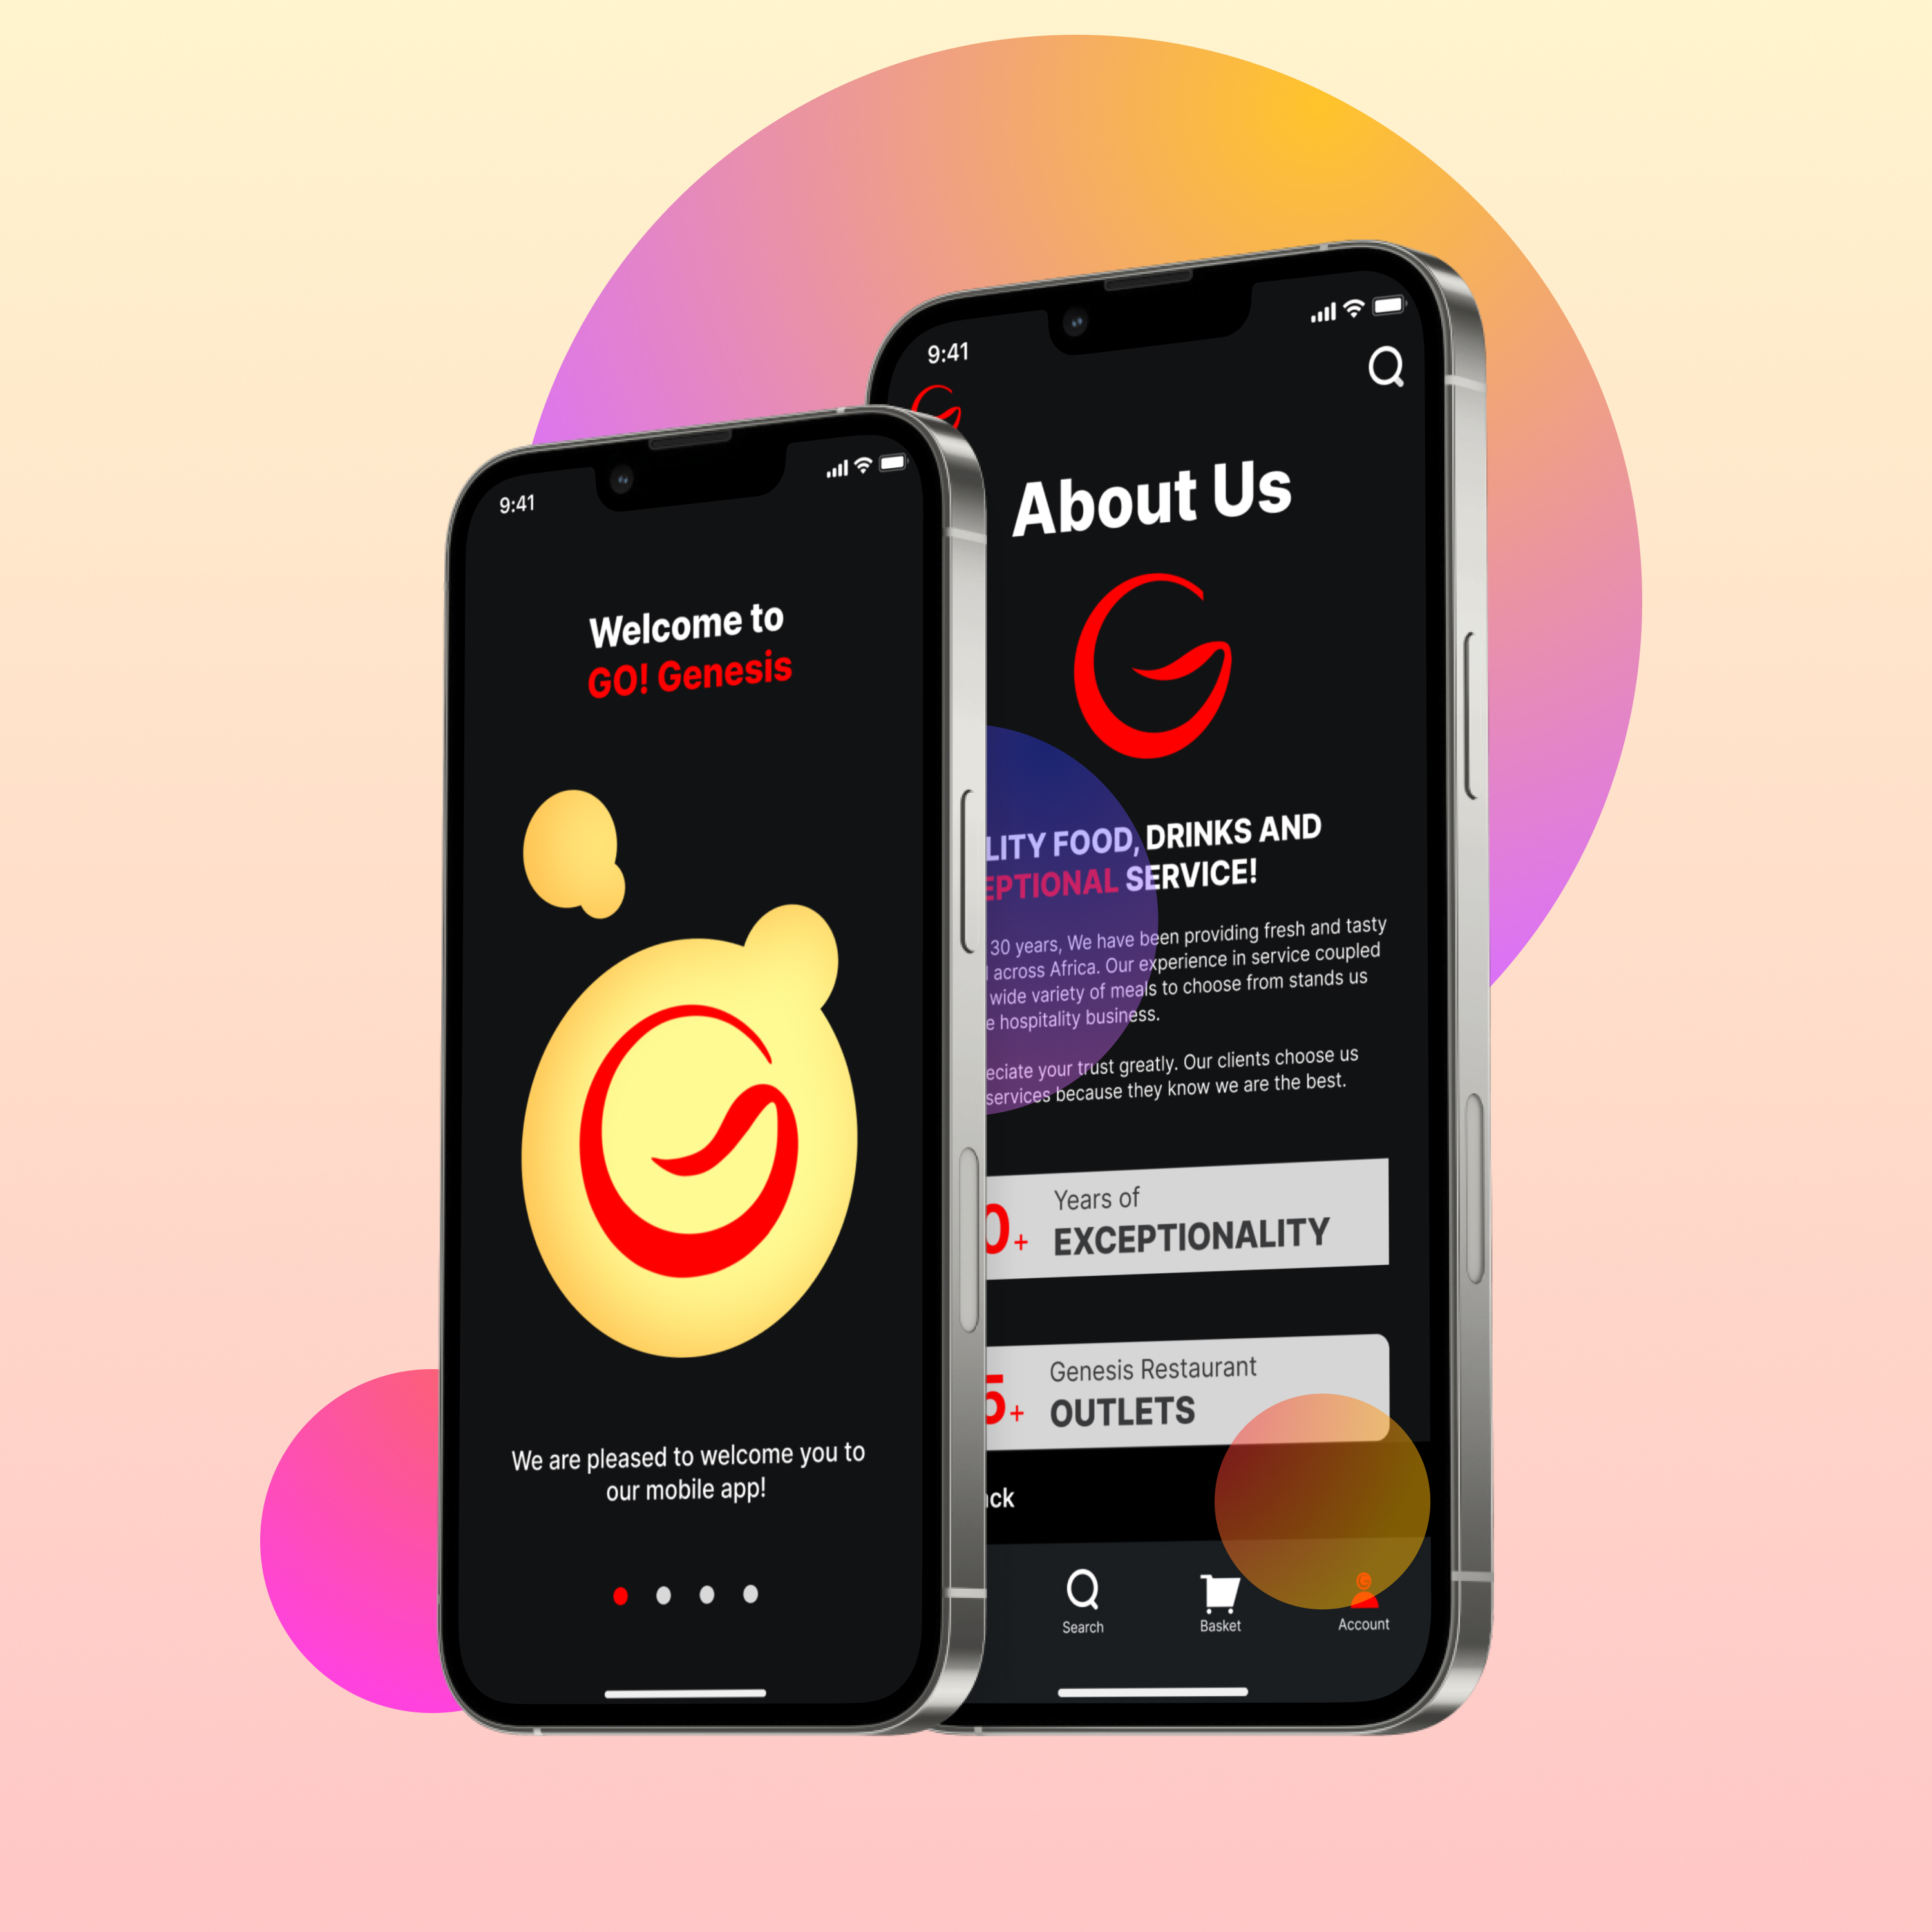 9:41
Welcome to
GO! Genesis
We are pleased to welcome you to
our mobile app!
9:41
About Us
FOOD, DRINKS AND
SERVICE!
30 years, We have been providing fresh and tasty
across Africa. Our experience in service coupled
wide variety of meals to choose from stands us
hospitality business.
your trust greatly. Our clients choose us
services because they know we are the best.
0+
Years of
EXCEPTIONALITY
5+
Genesis Restaurant
OUTLETS
Search
Basket
Account